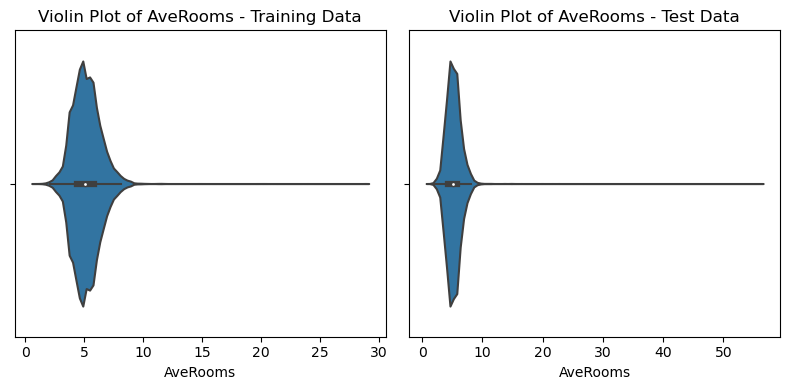 Violin Plot of AveRooms - Training Data
0 5 10 15 20 25 30
AveRooms
Violin Plot of AveRooms - Test Data
0 10 20 30 40 50
AveRooms